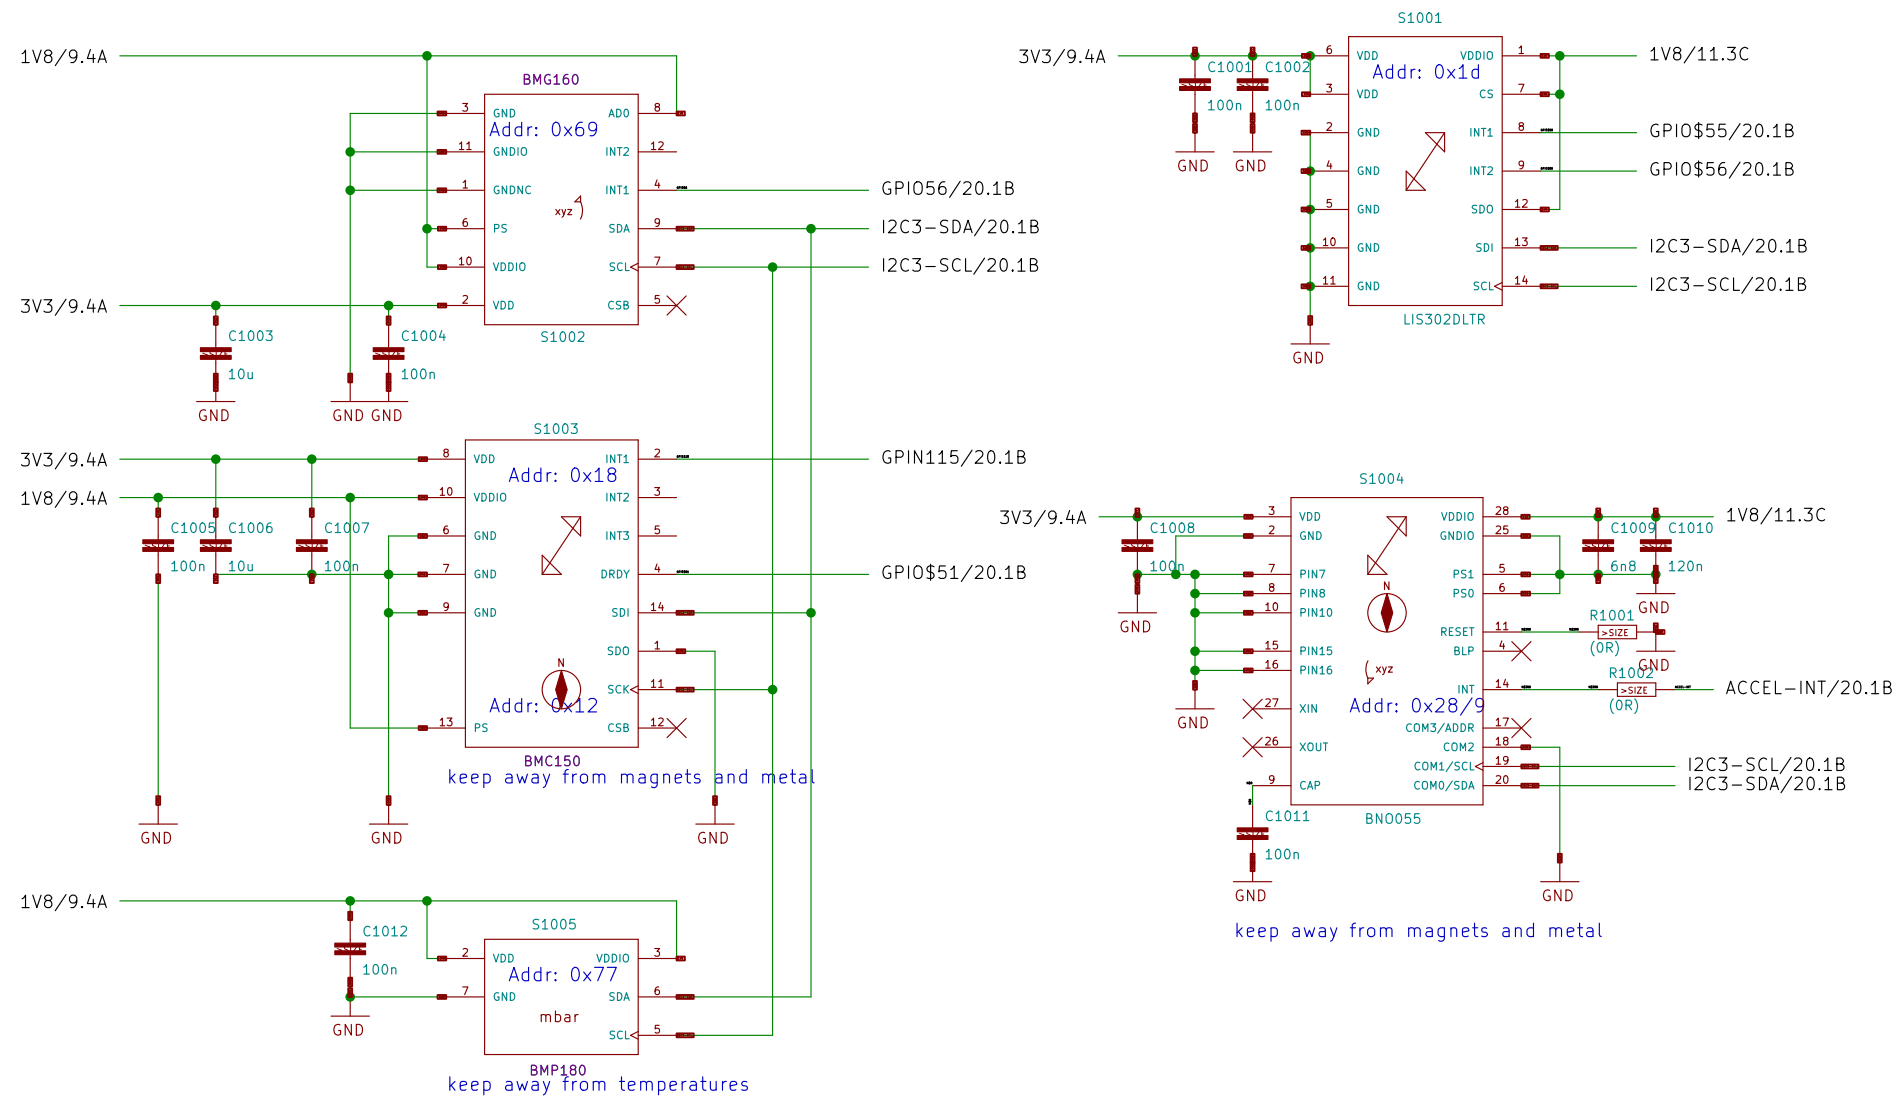 1V8/9.4A
BMG160
3 GND AD0 8
Addr: 0x69
11 GNDIO INT2 12
1 GNDNC INT1 4 GPIO56/20.1B
xyz
6 PS SDA 9 I2C3-SDA/20.1B
10 VDDIO SCL 7 I2C3-SCL/20.1B
3V3/9.4A 2 VDD CSB 5
S1002
C1003 C1004
10u 100n
GND GND GND
S1001
3V3/9.4A 6 VDD VDDIO 1 1V8/11.3C
C1001 C1002 Addr: 0x1d
100n 100n
3 VDD CS 7
2 GND INT1 8 GPIO$55/20.1B
GND GND
4 GND INT2 9 GPIO$56/20.1B
5 GND SDO 12
10 GND SDI 13 I2C3-SDA/20.1B
11 GND SCL 14 I2C3-SCL/20.1B
LIS302DLTR
GND
S1003
3V3/9.4A 8 VDD INT1 2 GPIN115/20.1B
Addr: 0x18
1V8/9.4A 10 VDDIO INT2 3
C1005 C1006 C1007
6 GND INT3 5
100n 10u 100n
7 GND DRDY 4 GPIO$51/20.1B
9 GND SDI 14
SDO 1
N
SCK 11
Addr: 0x12
13 PS CSB 12
BMC150
keep away from magnets and metal
GND GND GND
S1004
3V3/9.4A 3 VDD VDDIO 28 1V8/11.3C
C1008 C1009 C1010
2 GND GNDIO 25
100n 6n8 120n
7 PIN7 PS1 5
8 PIN8 PS0 6
N
GND GND
10 PIN10
RESET 11 R1001
>SIZE
(0R)
15 PIN15 BLP 4
GND
16 PIN16 xyz
R1002
INT 14 >SIZE ACCEL-INT/20.1B
(0R)
GND
27 XIN Addr: 0x28/9
COM3/ADDR 17
26 XOUT COM2 18
COM1/SCL 19 I2C3-SCL/20.1B
9 CAP COM0/SDA 20 I2C3-SDA/20.1B
C1011 BNO055
100n
GND GND
keep away from magnets and metal
1V8/9.4A
S1005
C1012
100n
2 VDD VDDIO 3
Addr: 0x77
7 GND SDA 6
mbar
GND
SCL 5
BMP180
keep away from temperatures